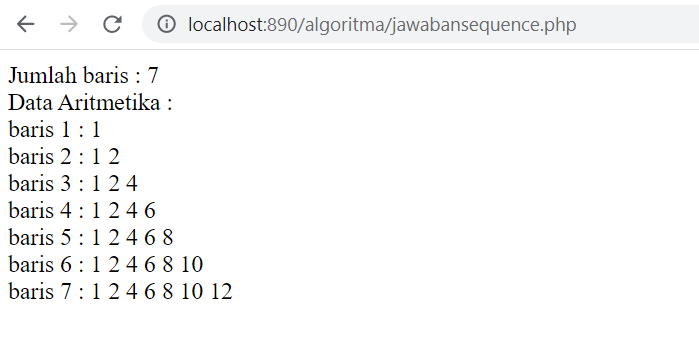 localhost:890/algoritma/jawabansequence.php
Jumlah baris : 7
Data Aritmetika :
baris 1 : 1
baris 2 : 1 2
baris 3 : 1 2 4
baris 4 : 1 2 4 6
baris 5 : 1 2 4 6 8
baris 6 : 1 2 4 6 8 10
baris 7 : 1 2 4 6 8 10 12